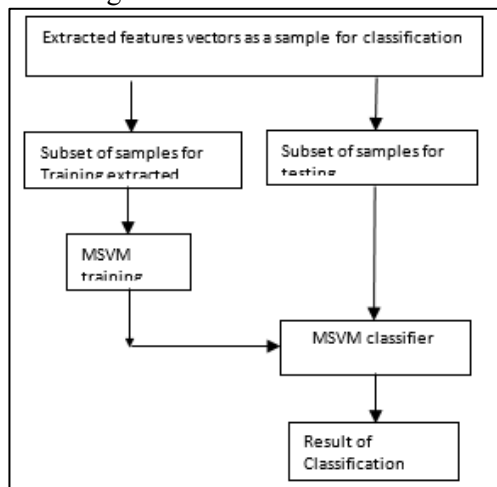 Extracted features vectors as a sample for classification
Subset of samples for
Training extracted
Subset of samples for
testing
MSVM
training
MSVM classifier
Result of
Classification